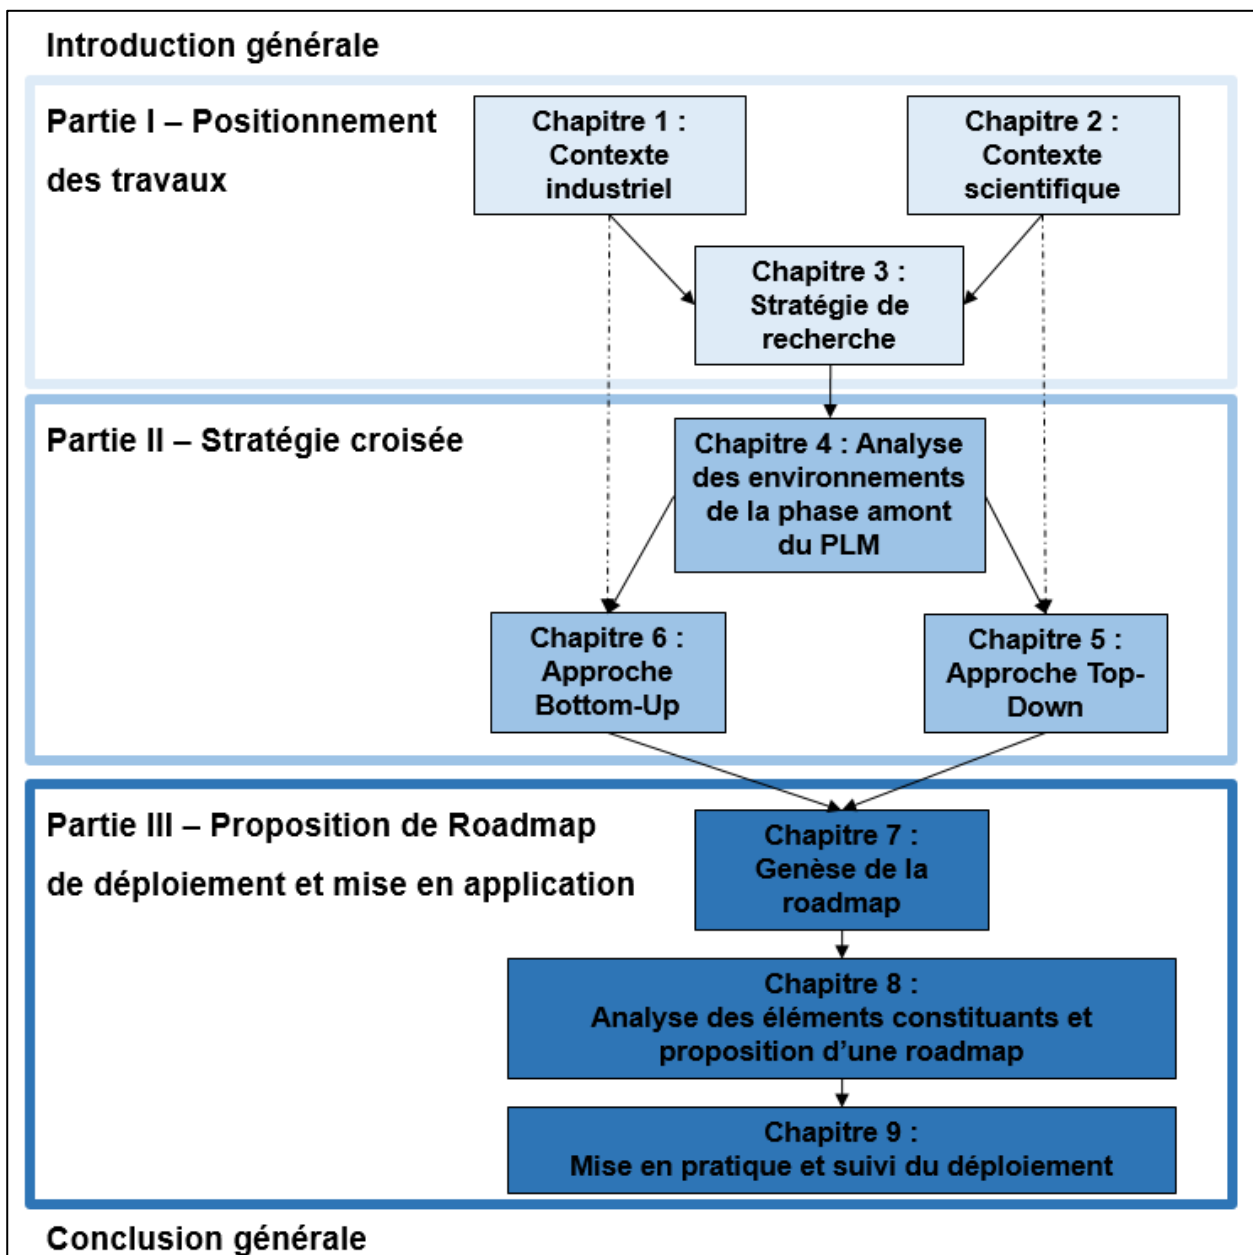 Introduction générale
Partie I – Positionnement
des travaux
Chapitre 1 :
Contexte
industriel
Chapitre 2 :
Contexte
scientifique
Chapitre 3 :
Stratégie de
recherche
Partie II – Stratégie croisée
Chapitre 4 : Analyse
des environnements
de la phase amont
du PLM
Chapitre 6 :
Approche
Bottom-Up
Chapitre 5 :
Approche Top-
Down
Partie III – Proposition de Roadmap
de déploiement et mise en application
Chapitre 7 :
Genèse de la
roadmap
Chapitre 8 :
Analyse des éléments constituants et
proposition d’une roadmap
Chapitre 9 :
Mise en pratique et suivi du déploiement
Conclusion générale